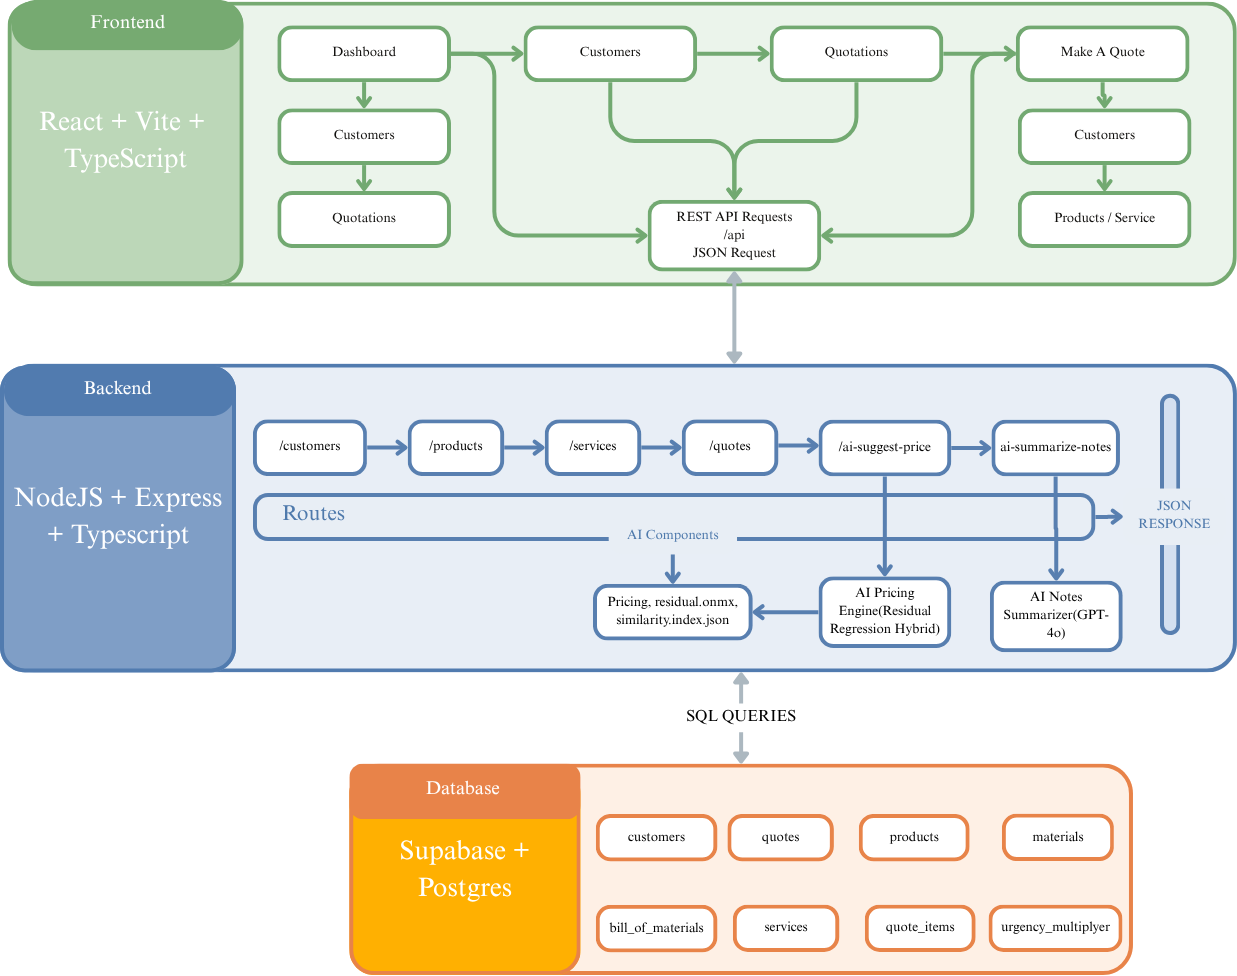 Frontend
React + Vite +
TypeScript
Dashboard
Customers
Quotations
Make A Quote
Customers
Customers
Quotations
Products / Service
REST API Requests
/api
JSON Request
Backend
NodeJS + Express
+ Typescript
/customers
/products
/services
/quotes
/ai-suggest-price
ai-summarize-notes
Routes
JSON
RESPONSE
AI Components
Pricing, residual.onmx,
similarity.index.json
AI Pricing
Engine(Residual
Regression Hybrid)
AI Notes
Summarizer(GPT-
4o)
SQL QUERIES
Database
Supabase +
Postgres
customers
quotes
products
materials
bill_of_materials
services
quote_items
urgency_multiplyer